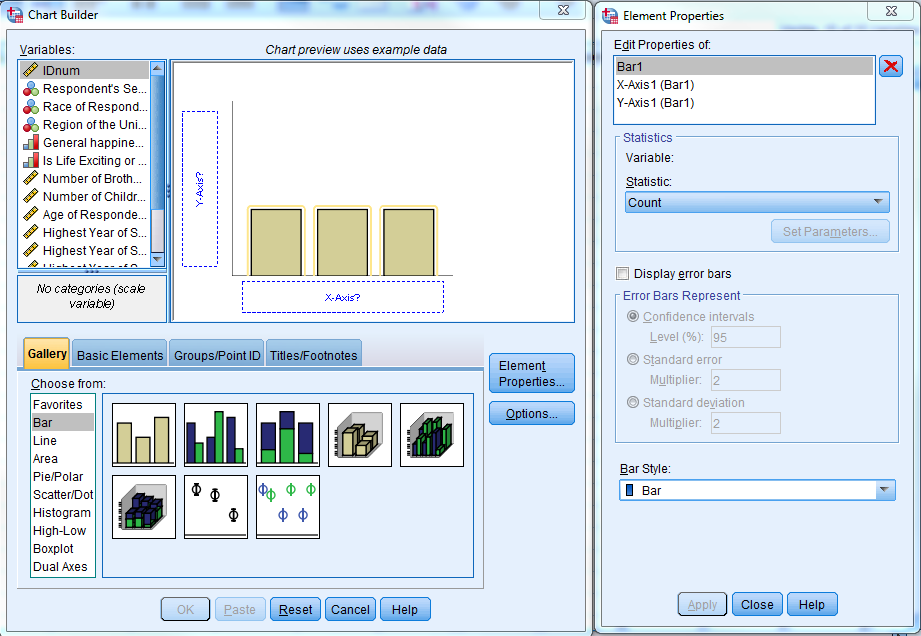 Chart Builder
Variables:
Chart preview uses example data
IDnum
Respondent's Se...
Race of Respond...
Region of the Uni...
General happine...
Is Life Exciting or ...
Number of Broth...
Number of Childr...
Age of Responde...
Highest Year of S...
Highest Year of S...
Highest Year of S
No categories (scale
variable)
Y-Axis?
X-Axis?
Gallery
Basic Elements
Groups/Point ID
Titles/Footnotes
Choose from:
Favorites
Bar
Line
Area
Pie/Polar
Scatter/Dot
Histogram
High-Low
Boxplot
Dual Axes
Element
Properties...
Options...
OK
Paste
Reset
Cancel
Help
Element Properties
Edit Properties of:
Bar1
X-Axis1 (Bar1)
Y-Axis1 (Bar1)
Statistics
Variable:
Statistic:
Count
Set Parameters...
Display error bars
Error Bars Represent
Confidence intervals
Level (%): 95
Standard error
Multiplier: 2
Standard deviation
Multiplier: 2
Bar Style:
Bar
Apply
Close
Help